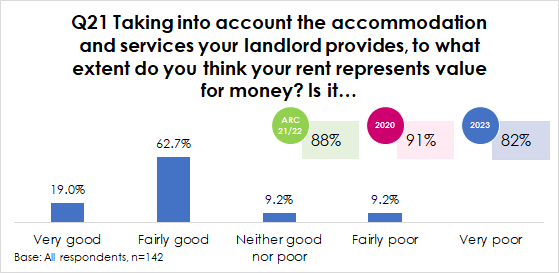 Q21 Taking into account the accommodation
and services your landlord provides, to what
extent do you think your rent represents value
for money? Is it…
ARC
21/22
88%
2020
91%
2023
82%
19.0%
62.7%
9.2%
9.2%
Very good
Fairly good
Neither good
nor poor
Fairly poor
Very poor
Base: All respondents, n=142